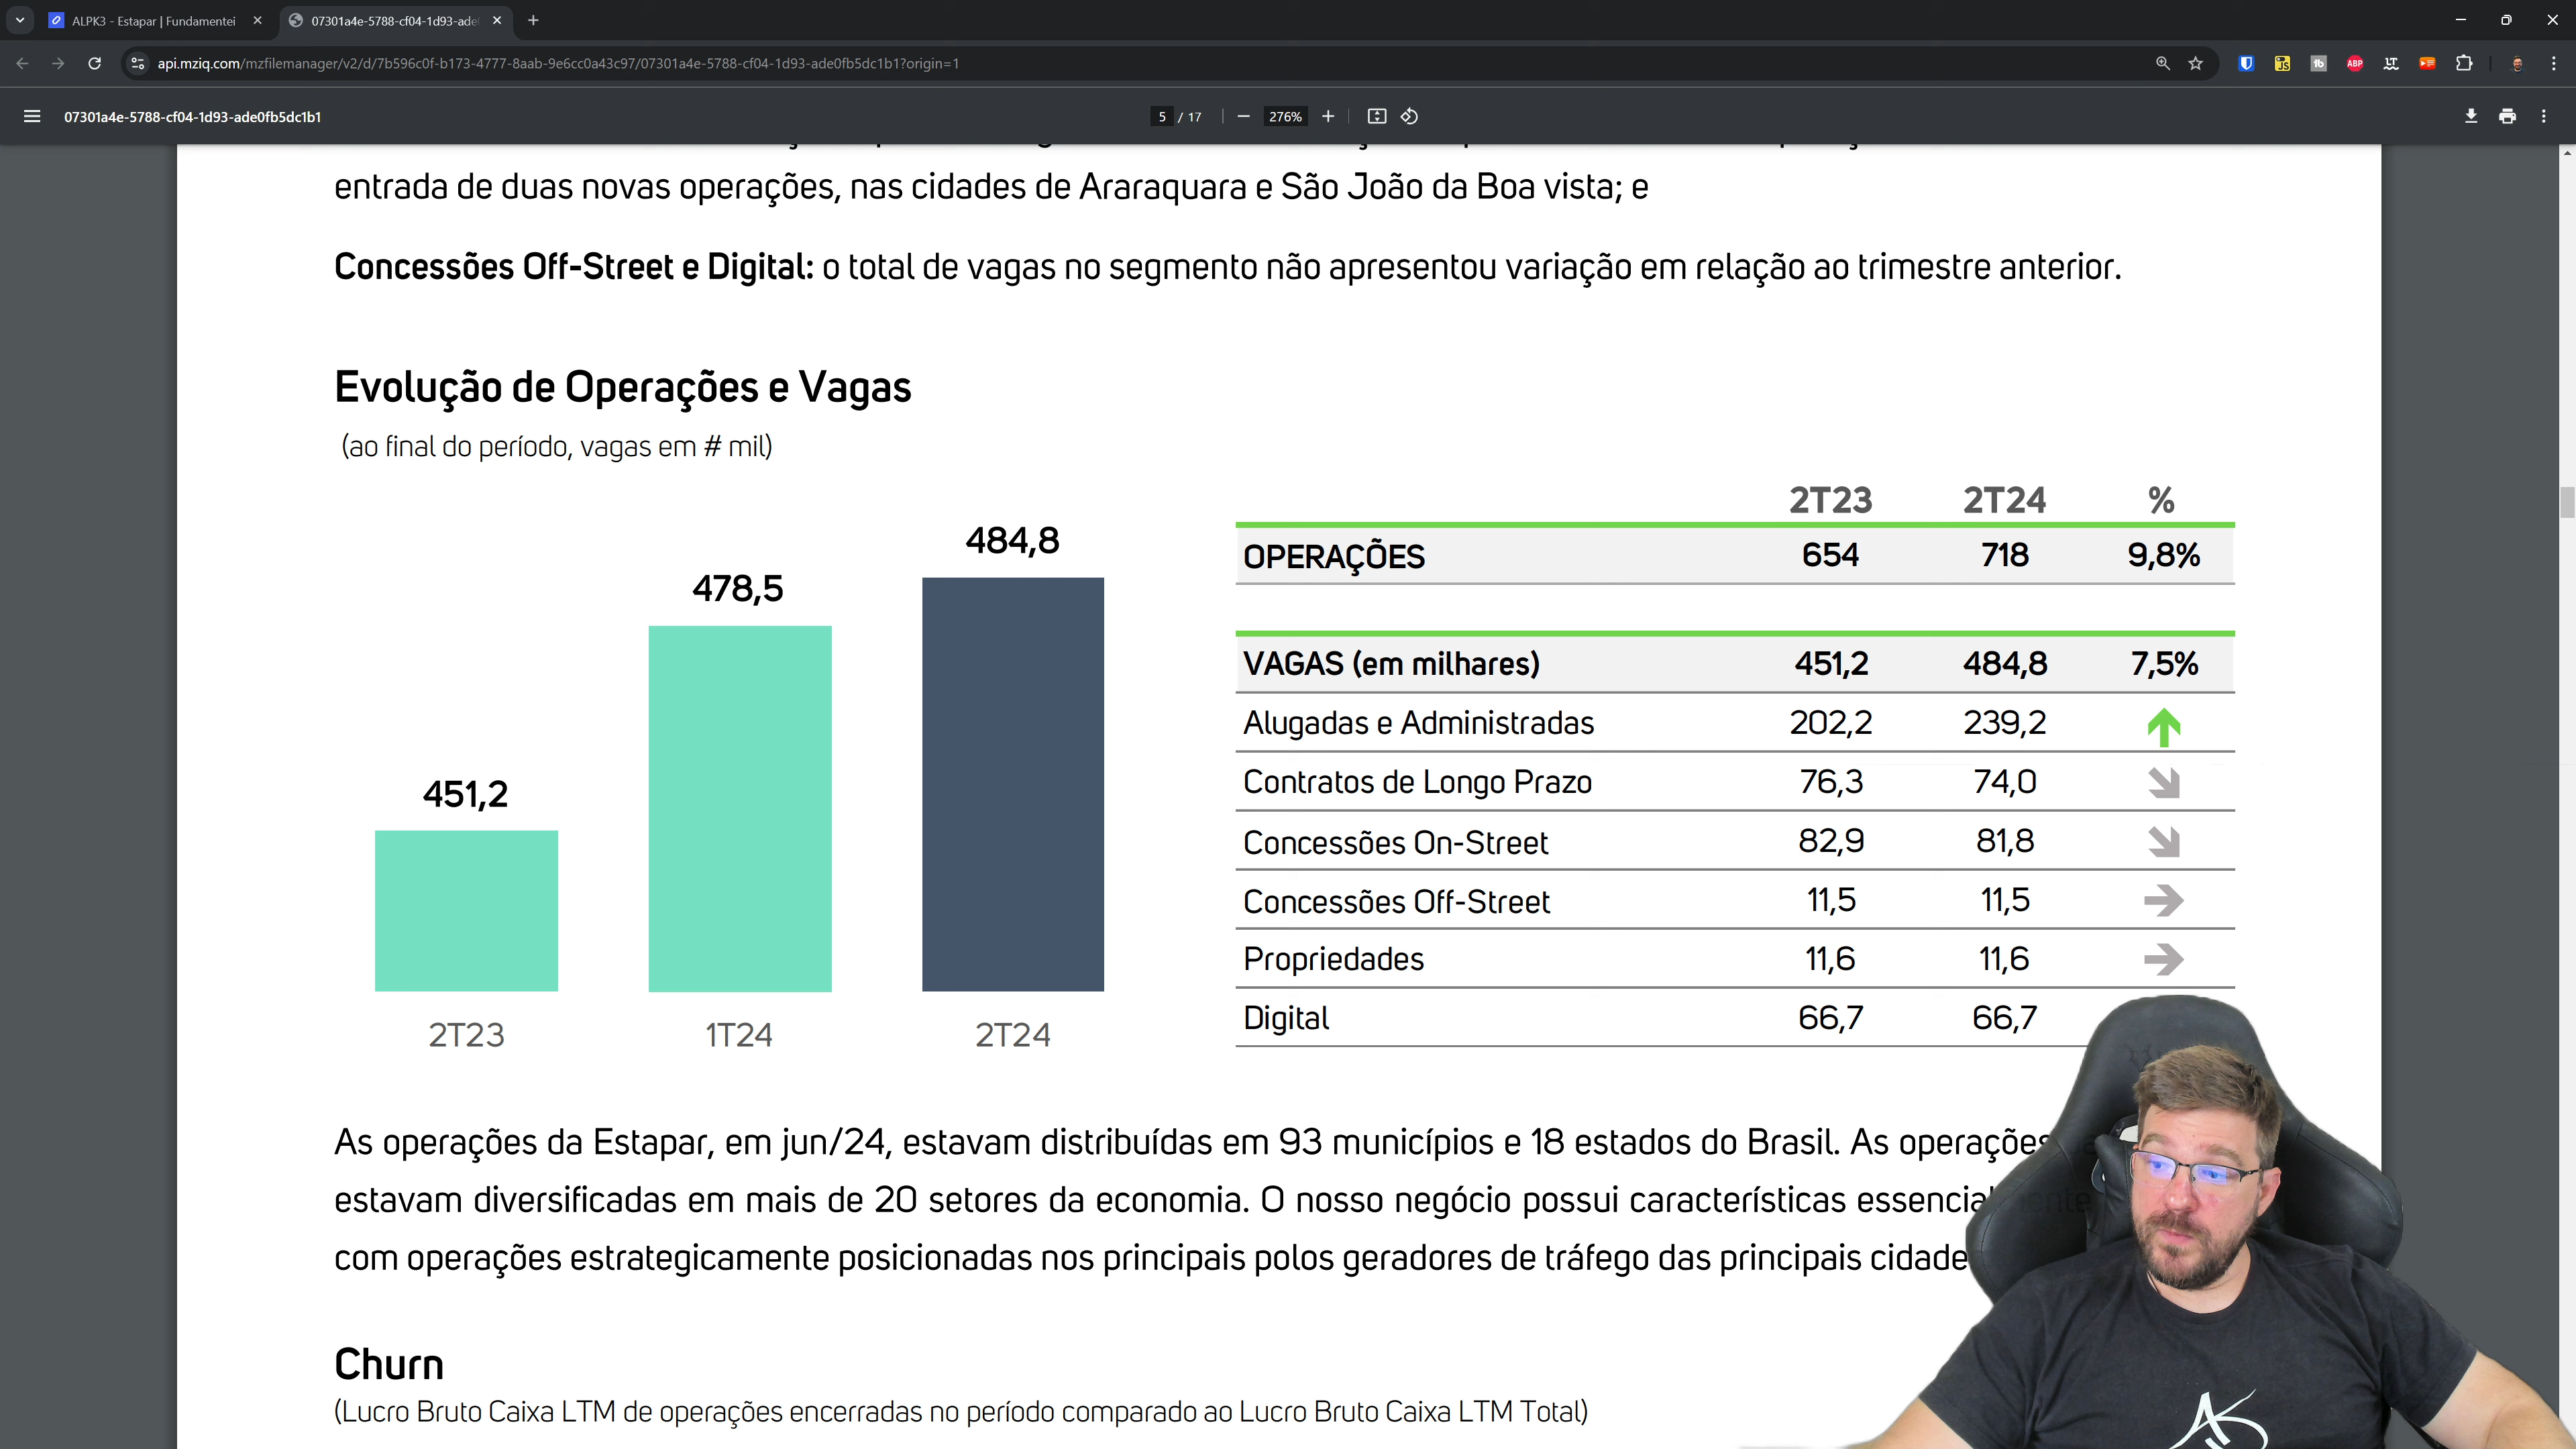 ALPK3 - Estapar | Fundamentei
07301a4e-5788-cf04-1d93-ade
api.mziq.com/mzfilemanager/v2/d/7b596c0f-b173-4777-8aab-9e6cc0a43c97/07301a4e-5788-cf04-1d93-ade0fb5dc1b1?origin=1
07301a4e-5788-cf04-1d93-ade0fb5dc1b1
5 / 17
276%
entrada de duas novas operações, nas cidades de Araraquara e São João da Boa vista; e
Concessões Off-Street e Digital: o total de vagas no segmento não apresentou variação em relação ao trimestre anterior.
Evolução de Operações e Vagas
(ao final do período, vagas em # mil)
451,2
478,5
484,8
2T23
1T24
2T24
2T23 2T24 %
OPERAÇÕES 654 718 9,8%
VAGAS (em milhares) 451,2 484,8 7,5%
Alugadas e Administradas 202,2 239,2
Contratos de Longo Prazo 76,3 74,0
Concessões On-Street 82,9 81,8
Concessões Off-Street 11,5 11,5
Propriedades 11,6 11,6
Digital 66,7 66,7
As operações da Estapar, em jun/24, estavam distribuídas em 93 municípios e 18 estados do Brasil. As operações
estavam diversificadas em mais de 20 setores da economia. O nosso negócio possui características essencialmente
com operações estrategicamente posicionadas nos principais polos geradores de tráfego das principais cidade
Churn
(Lucro Bruto Caixa LTM de operações encerradas no período comparado ao Lucro Bruto Caixa LTM Total)